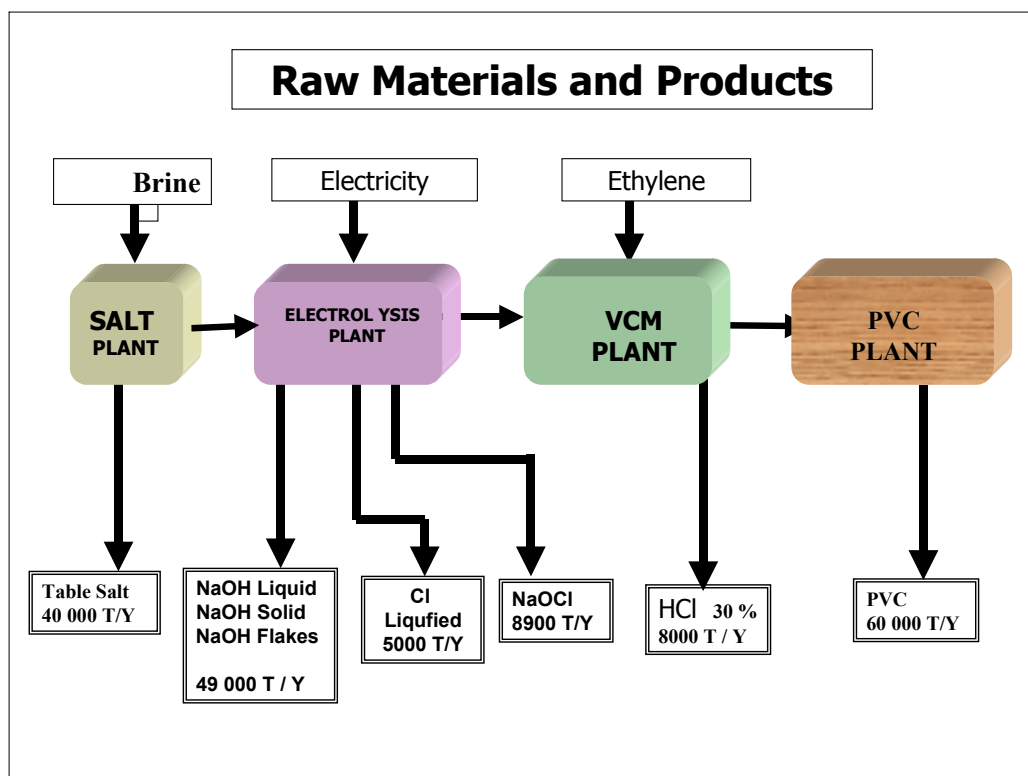 Raw Materials and Products
Brine
Electricity
Ethylene
SALT
PLANT
ELECTROL YSIS
PLANT
VCM
PLANT
PVC
PLANT
Table Salt
40 000 T/Y
NaOH Liquid
NaOH Solid
NaOH Flakes
49 000 T / Y
Cl
Liqufied
5000 T/Y
NaOCl
8900 T/Y
HCl 30 %
8000 T / Y
PVC
60 000 T/Y